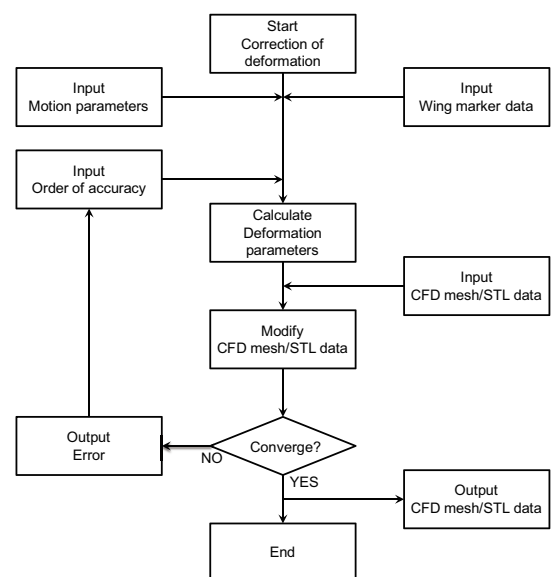 Start
Correction of
deformation
Input
Motion parameters
Input
Wing marker data
Input
Order of accuracy
Calculate
Deformation
parameters
Input
CFD mesh/STL data
Modify
CFD mesh/STL data
Converge?
NO
Output
Error
YES
Output
CFD mesh/STL data
End